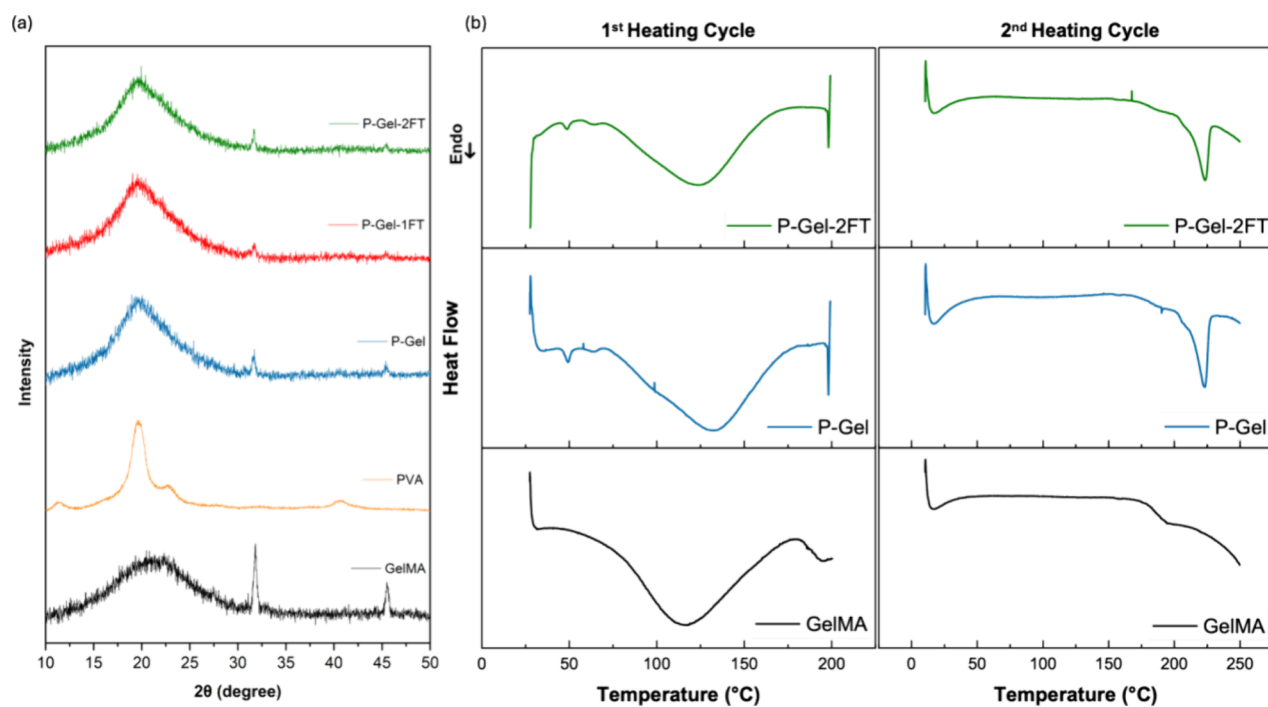 (a)
P-Gel-2FT
P-Gel-1FT
P-Gel
PVA
GelMA
Intensity
10 15 20 25 30 35 40 45 50
2θ (degree)
(b)
1st Heating Cycle
2nd Heating Cycle
Endo
↓
P-Gel-2FT
P-Gel-2FT
Heat Flow
P-Gel
P-Gel
GelMA
GelMA
0 50 100 150 200
0 50 100 150 200 250
Temperature (°C)
Temperature (°C)